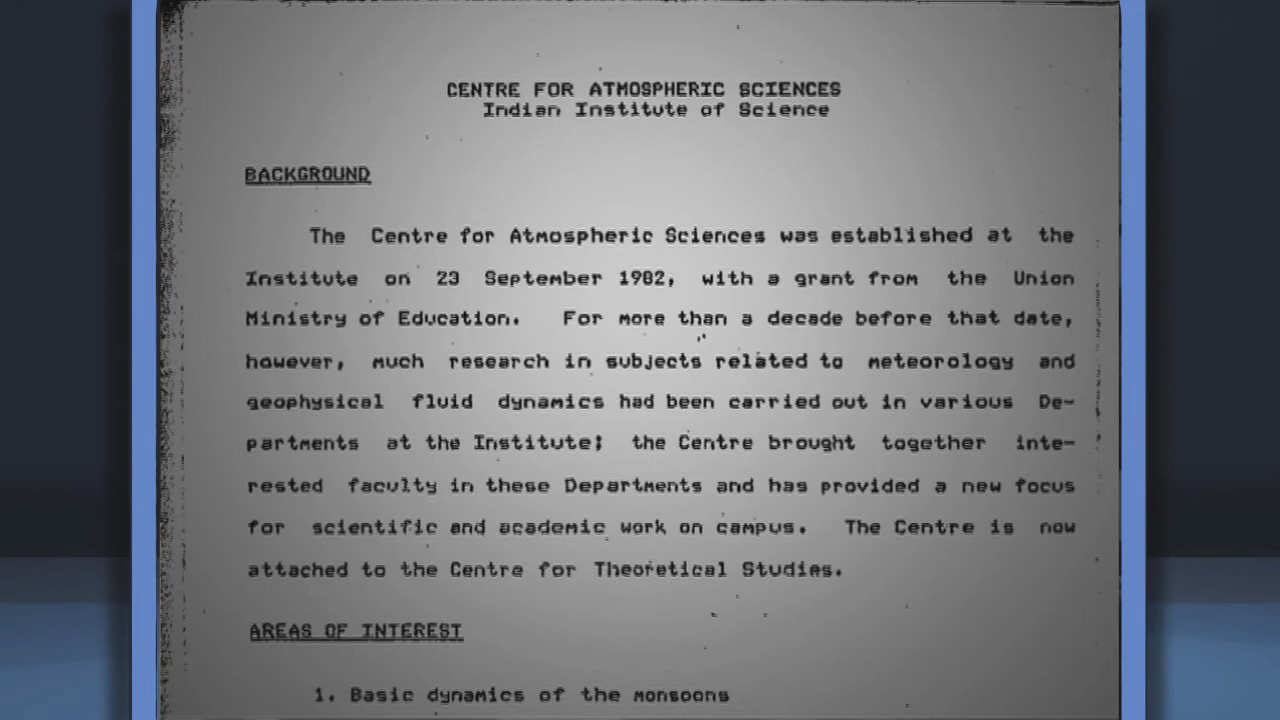 CENTRE FOR ATMOSPHERIC SCIENCES
Indian Institute of Science
BACKGROUND
The Centre for Atmospheric Sciences was established at the
Institute on 23 September 1982, with a grant from the Union
Ministry of Education. For more than a decade before that date,
however, much research in subjects related to meteorology and
geophysical fluid dynamics had been carried out in various De-
partments at the Institute; the Centre brought together inte-
rested faculty in these Departments and has provided a new focus
for scientific and academic work on campus. The Centre is now
attached to the Centre for Theoretical Studies.
AREAS OF INTEREST
1. Basic dynamics of the monsoons